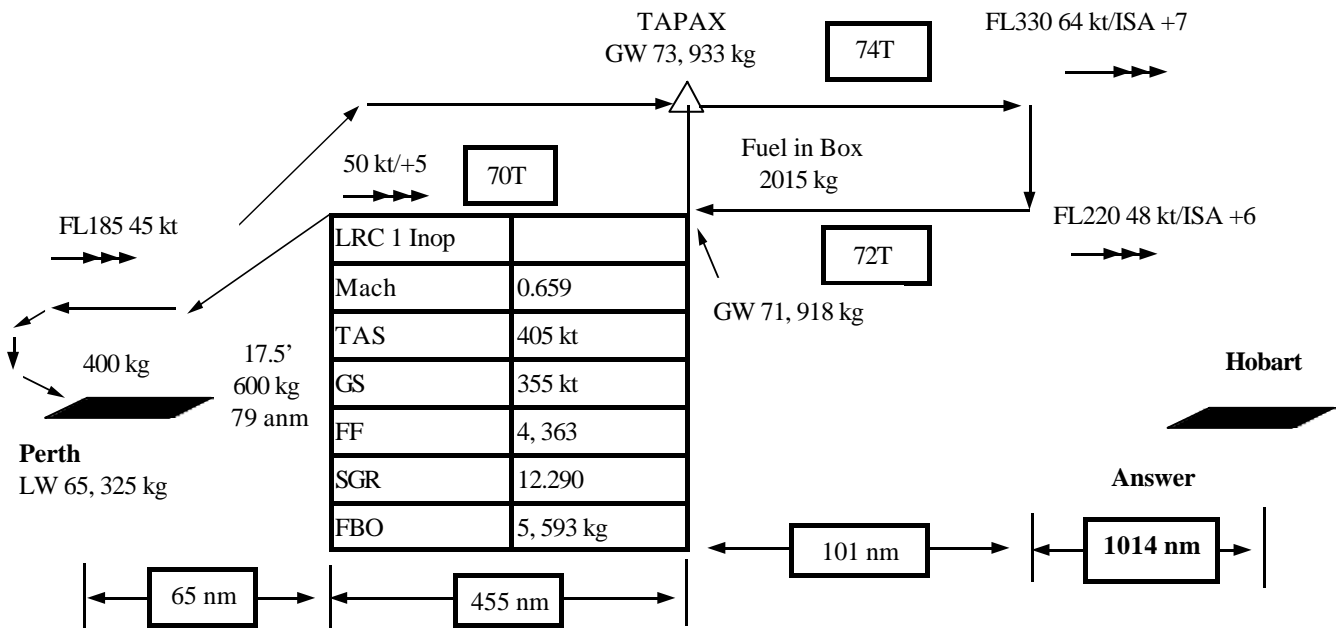 TAPAX
GW 73, 933 kg
74T
FL330 64 kt/ISA +7
50 kt/+5
70T
Fuel in Box
2015 kg
FL185 45 kt
72T
FL220 48 kt/ISA +6
GW 71, 918 kg
LRC 1 Inop
Mach 0.659
TAS 405 kt
GS 355 kt
FF 4, 363
SGR 12.290
FBO 5, 593 kg
400 kg
17.5’
600 kg
79 anm
Perth
LW 65, 325 kg
Hobart
Answer
65 nm
455 nm
101 nm
1014 nm